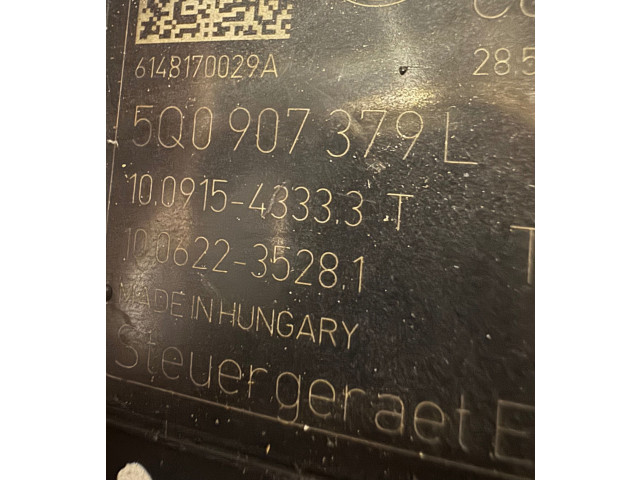 6148170029A
28.5
5Q0 907 379 L
10.0915-4333.3 T
10.0622-3528.1
MADE IN HUNGARY
Steuergeraet E